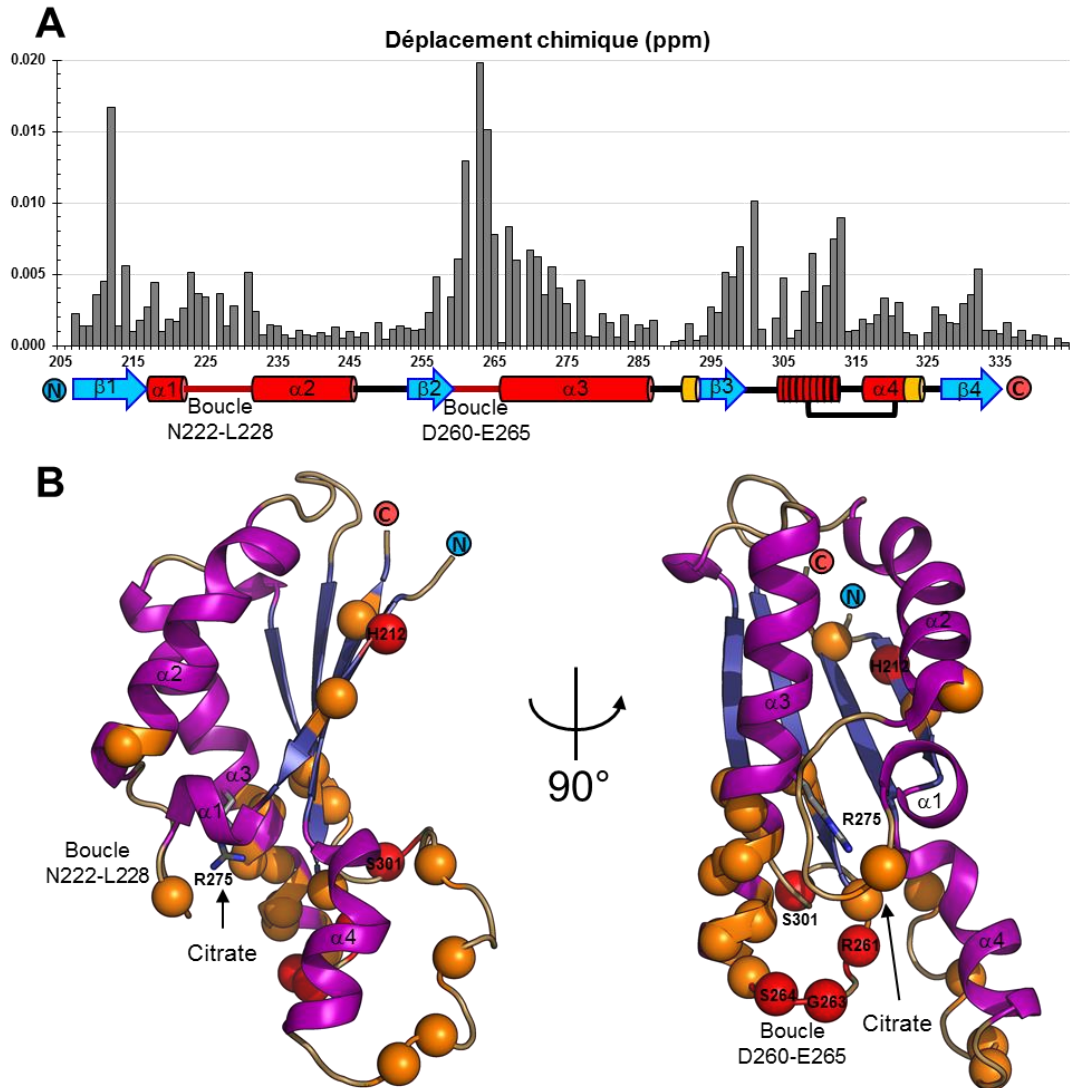 A
Déplacement chimique (ppm)
0.020
0.015
0.010
0.005
0.000
205 215 225 235 245 255 265 275 285 295 305 315 325 335
N β1 α1 α2 β2 α3 β3 α4 β4 C
Boucle
N222-L228
Boucle
D260-E265
B
C
N
H212
α2
α3
α1
Boucle
N222-L228
R275
S301
Citrate
α4
90°
C
N
α2
H212
α3
α1
R275
S301
R261
α4
S264
G263
Citrate
Boucle
D260-E265